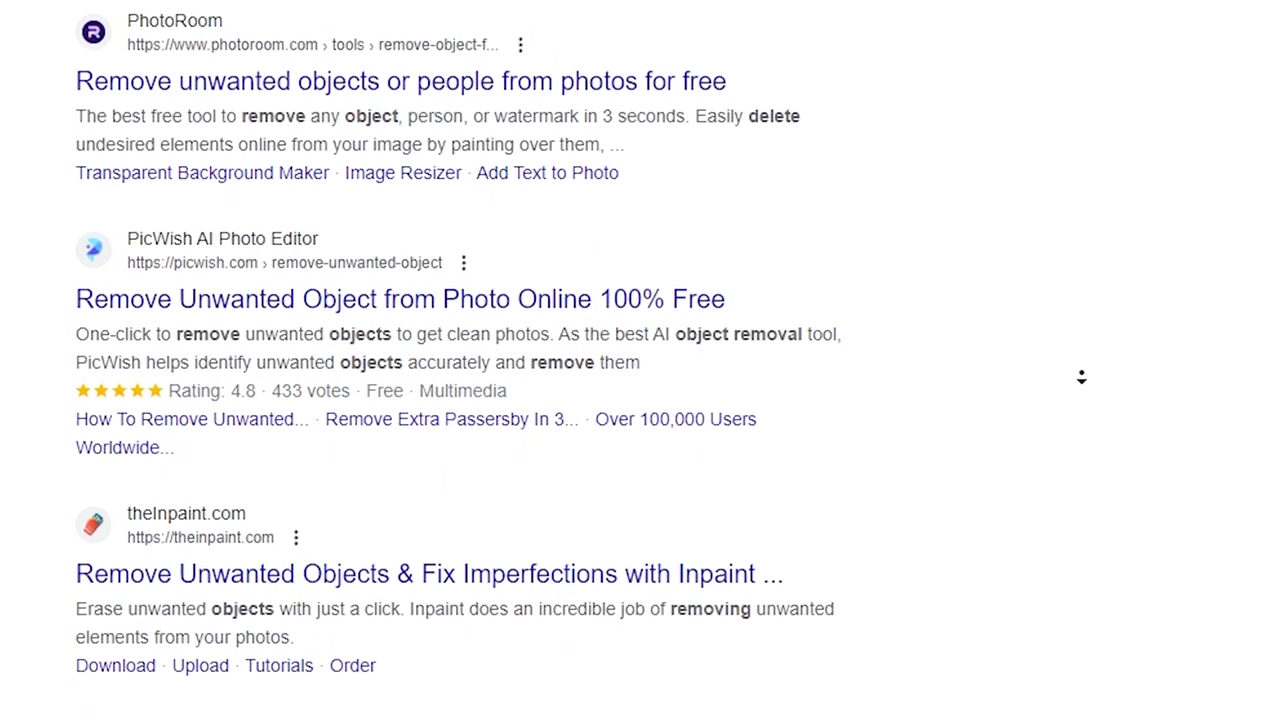 PhotoRoom
https://www.photoroom.com › tools › remove-object-f...
Remove unwanted objects or people from photos for free
The best free tool to remove any object, person, or watermark in 3 seconds. Easily delete
undesired elements online from your image by painting over them, ...
Transparent Background Maker · Image Resizer · Add Text to Photo
PicWish AI Photo Editor
https://picwish.com › remove-unwanted-object
Remove Unwanted Object from Photo Online 100% Free
One-click to remove unwanted objects to get clean photos. As the best AI object removal tool,
PicWish helps identify unwanted objects accurately and remove them
Rating: 4.8 · 433 votes · Free · Multimedia
How To Remove Unwanted... · Remove Extra Passersby In 3... · Over 100,000 Users
Worldwide...
theInpaint.com
https://theinpaint.com
Remove Unwanted Objects & Fix Imperfections with Inpaint ...
Erase unwanted objects with just a click. Inpaint does an incredible job of removing unwanted
elements from your photos.
Download · Upload · Tutorials · Order